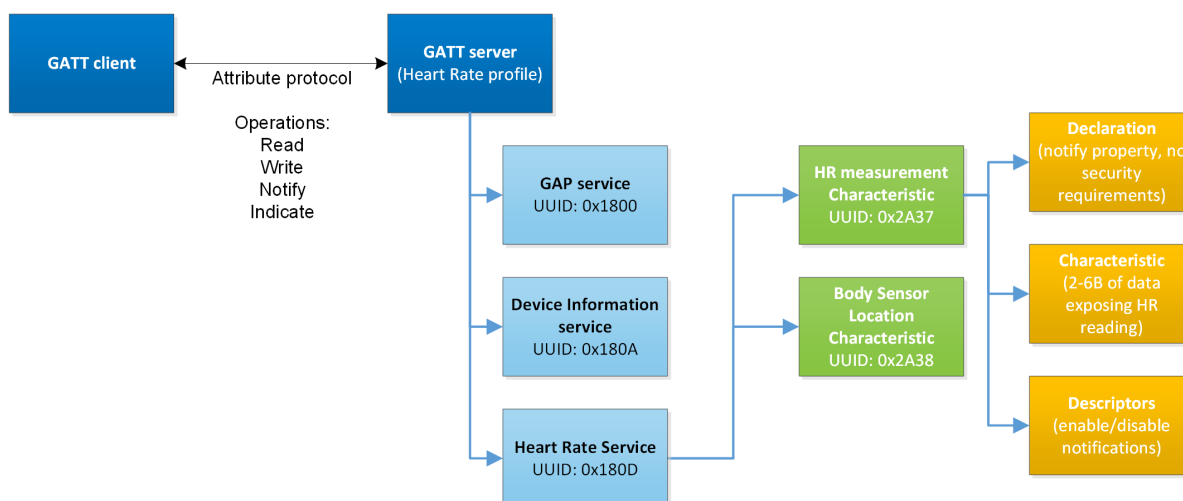 GATT client
Attribute protocol
Operations:
Read
Write
Notify
Indicate
GATT server
(Heart Rate profile)
GAP service
UUID: 0x1800
Device Information
service
UUID: 0x180A
Heart Rate Service
UUID: 0x180D
HR measurement
Characteristic
UUID: 0x2A37
Body Sensor
Location
Characteristic
UUID: 0x2A38
Declaration
(notify property, no
security
requirements)
Characteristic
(2-6B of data
exposing HR
reading)
Descriptors
(enable/disable
notifications)